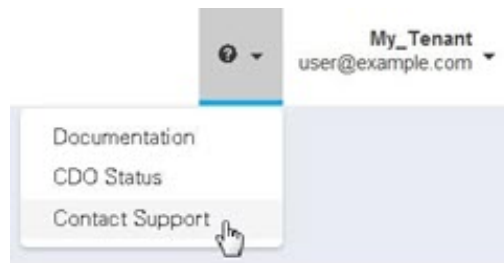 My_Tenant
user@example.com
Documentation
CDO Status
Contact Support